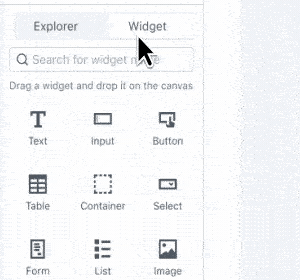 Explorer Widget
Search for widget
Drag a widget and drop it on the canvas
Text Input Button
Table Container Select
Form List Image